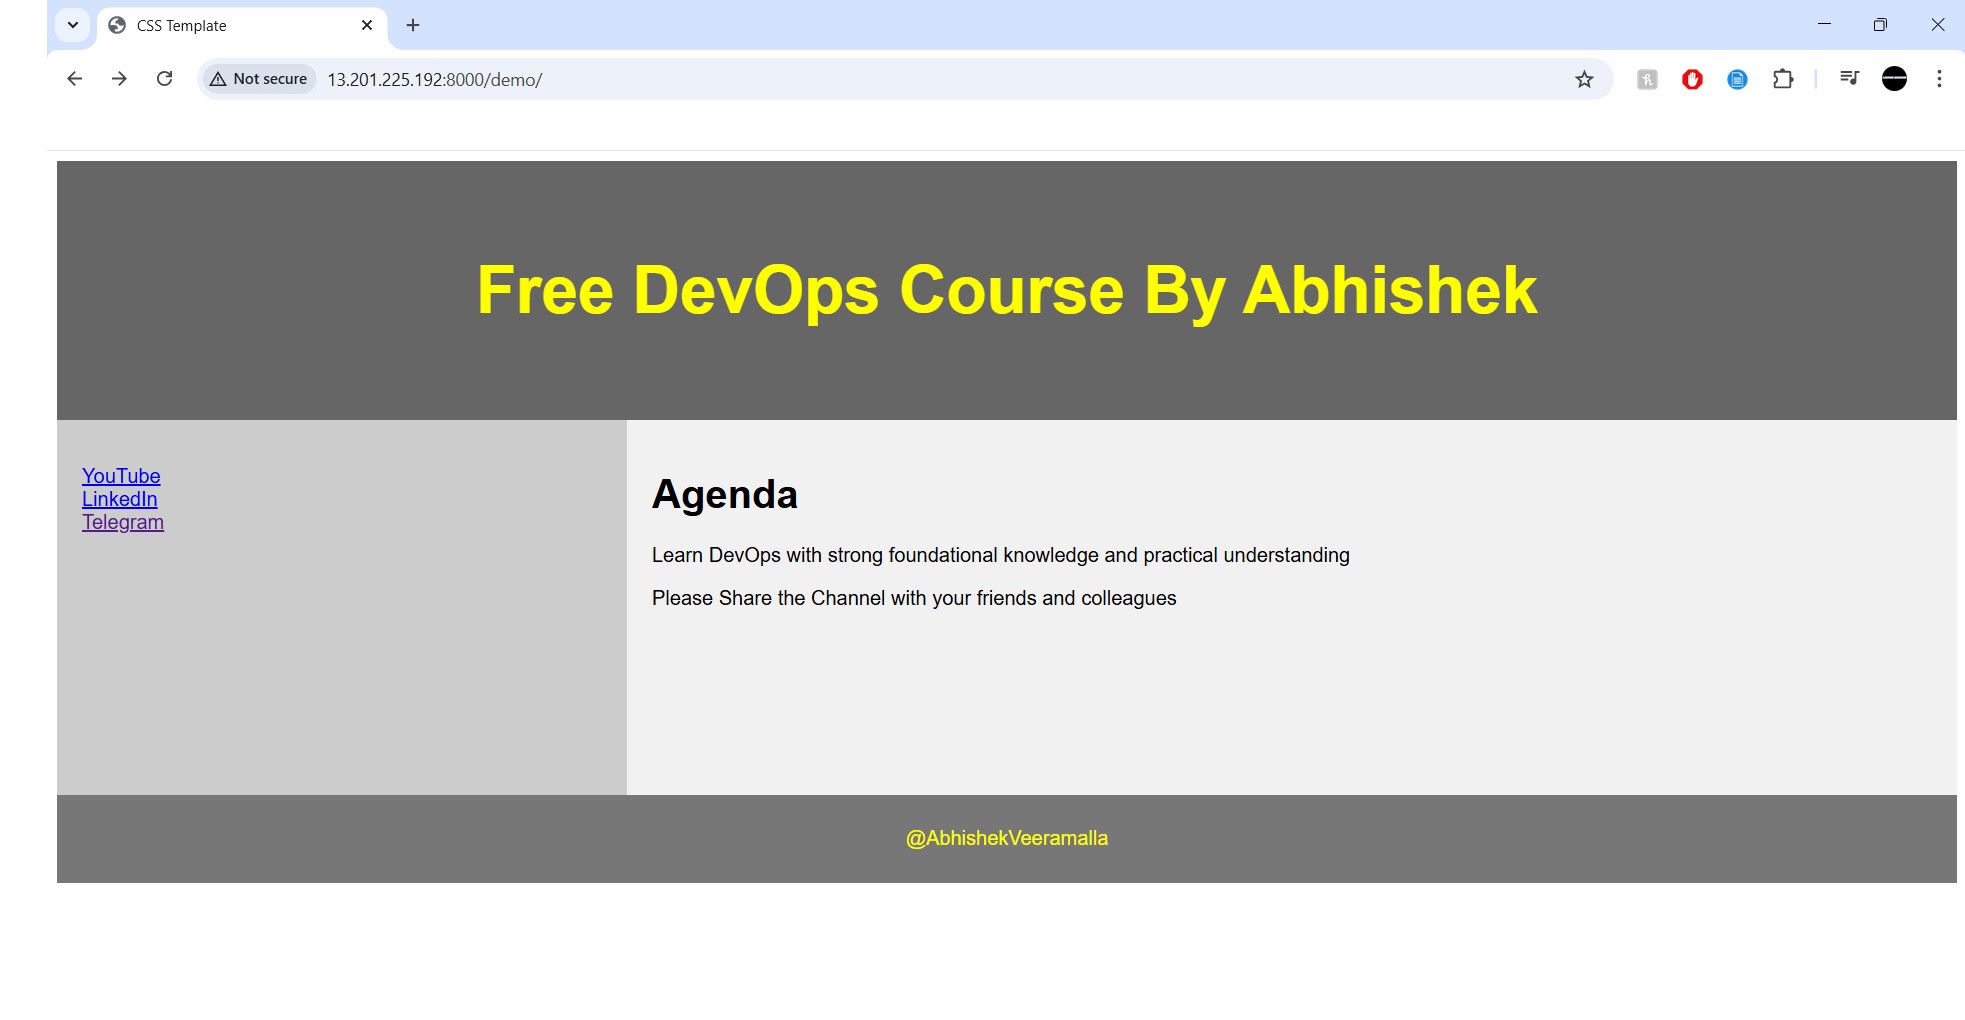 CSS Template
Not secure
13.201.225.192:8000/demo/
Free DevOps Course By Abhishek
YouTube
LinkedIn
Telegram
Agenda
Learn DevOps with strong foundational knowledge and practical understanding
Please Share the Channel with your friends and colleagues
@AbhishekVeeramalla